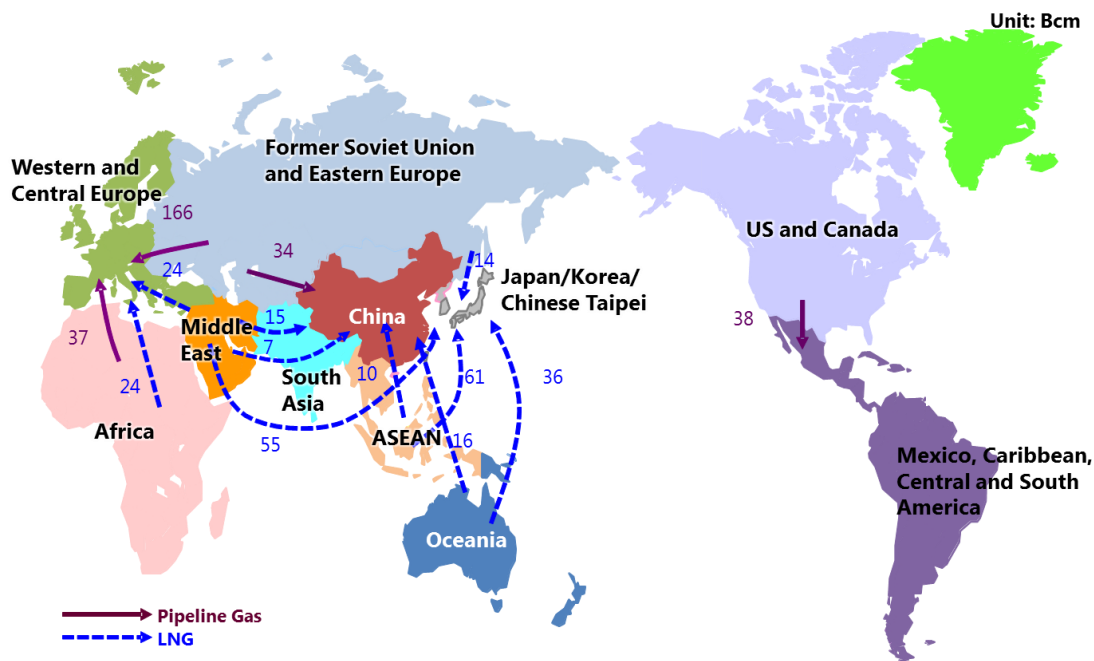 Unit: Bcm
Former Soviet Union
and Eastern Europe
Western and
Central Europe
166
US and Canada
34
14
24
Japan/Korea/
Chinese Taipei
15
China
38
Middle
East
37
7
South
Asia
10
61
36
24
Africa
55
ASEAN
16
Mexico, Caribbean,
Central and South
America
Oceania
Pipeline Gas
LNG